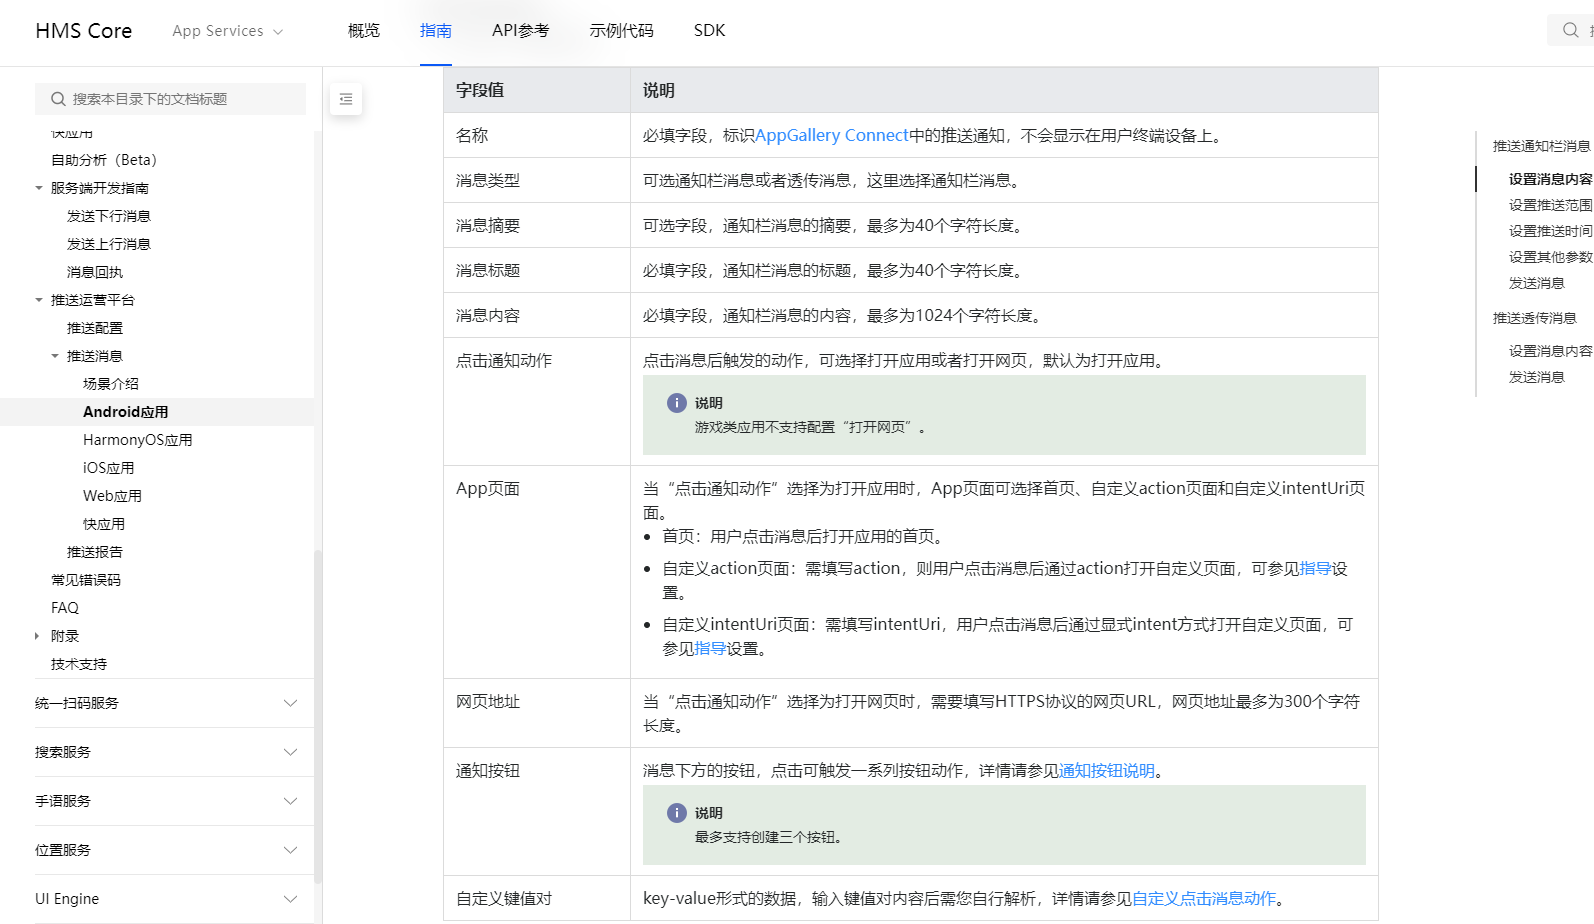 HMS Core
App Services
概览
指南
API参考
示例代码
SDK
搜索本目录下的文档标题
快应用
自助分析（Beta）
服务端开发指南
发送下行消息
发送上行消息
消息回执
推送运营平台
推送配置
推送消息
场景介绍
Android应用
HarmonyOS应用
iOS应用
Web应用
快应用
推送报告
常见错误码
FAQ
附录
技术支持
统一扫码服务
搜索服务
手语服务
位置服务
UI Engine
字段值 说明
名称 必填字段，标识AppGallery Connect中的推送通知，不会显示在用户终端设备上。
消息类型 可选通知栏消息或者透传消息，这里选择通知栏消息。
消息摘要 可选字段，通知栏消息的摘要，最多为40个字符长度。
消息标题 必填字段，通知栏消息的标题，最多为40个字符长度。
消息内容 必填字段，通知栏消息的内容，最多为1024个字符长度。
点击通知动作 点击消息后触发的动作，可选择打开应用或者打开网页，默认为打开应用。
说明
游戏类应用不支持配置“打开网页”。
App页面 当“点击通知动作”选择为打开应用时，App页面可选择首页、自定义action页面和自定义intentUri页
面。
首页：用户点击消息后打开应用的首页。
自定义action页面：需填写action，则用户点击消息后通过action打开自定义页面，可参见指导设
置。
自定义intentUri页面：需填写intentUri，用户点击消息后通过显式intent方式打开自定义页面，可
参见指导设置。
网页地址 当“点击通知动作”选择为打开网页时，需要填写HTTPS协议的网页URL，网页地址最多为300个字符
长度。
通知按钮 消息下方的按钮，点击可触发一系列按钮动作，详情请参见通知按钮说明。
说明
最多支持创建三个按钮。
自定义键值对 key-value形式的数据，输入键值对内容后需您自行解析，详情请参见自定义点击消息动作。
推送通知栏消息
设置消息内容
设置推送范围
设置推送时间
设置其他参数
发送消息
推送透传消息
设置消息内容
发送消息